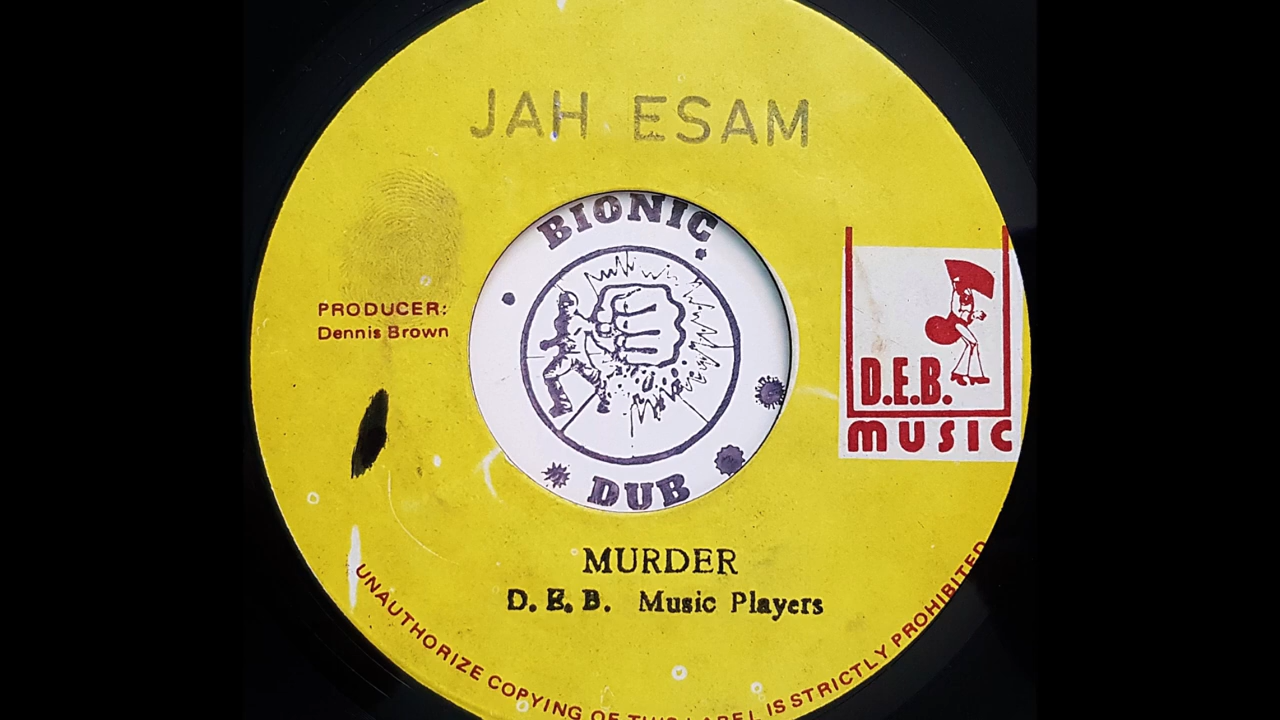 JAH ESAM
BIONIC
PRODUCER:
Dennis Brown
D.E.B.
MUSIC
DUB
MURDER
D. E. B. Music Players
UNAUTHORIZE COPYING OF THIS LABEL IS STRICTLY PROHIBITED